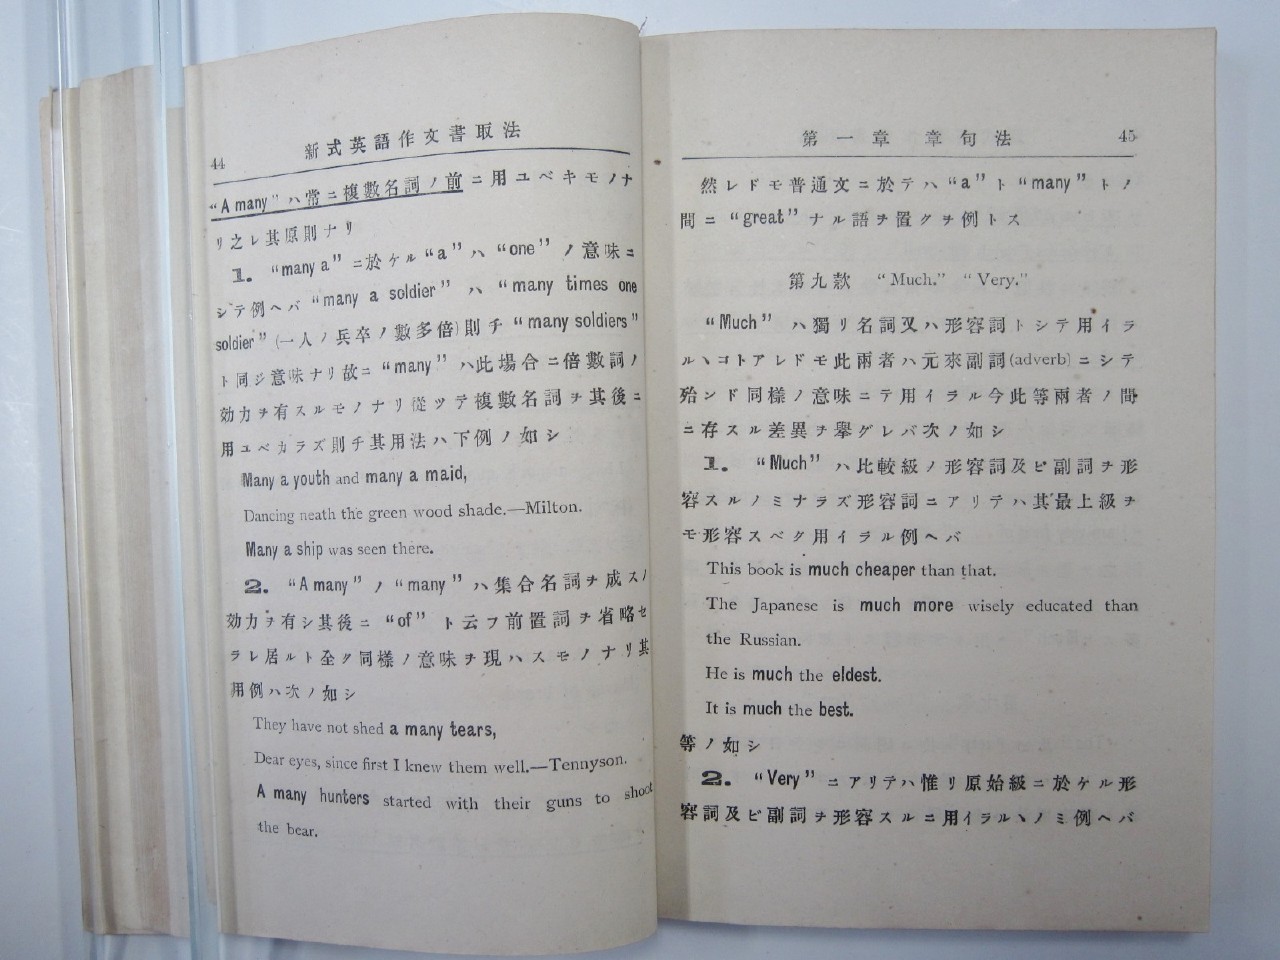 44
新式英語作文書取法
"A many" ハ常ニ複數名詞ノ前ニ用ユベキモノナ
リ之レ其原則ナリ
1. "many a" ニ於ケル "a" ハ "one" ノ意味ニ
シテ例ヘバ "many a soldier" ハ "many times one
soldier" (一人ノ兵卒ノ數多倍)則チ "many soldiers"
ト同ジ意味ナリ故ニ "many" ハ此場合ニ倍數詞ノ
効力ヲ有スルモノナリ從ツテ複數名詞ヲ其後ニ
用ユベカラズ則チ其用法ハ下例ノ如シ
Many a youth and many a maid,
Dancing neath the green wood shade.—Milton.
Many a ship was seen there.
2. "A many" ノ "many" ハ集合名詞ヲ成スノ
効力ヲ有シ其後ニ "of" ト云フ前置詞ヲ省略セ
ラレ居ルト全ク同樣ノ意味ヲ現ハスモノナリ其
用例ハ次ノ如シ
They have not shed a many tears,
Dear eyes, since first I knew them well.—Tennyson.
A many hunters started with their guns to shoot
the bear.
第一章 章句法
45
然レドモ普通文ニ於テハ "a" ト "many" トノ
間ニ "great" ナル語ヲ置クヲ例トス
第九款 "Much." "Very."
"Much" ハ獨リ名詞又ハ形容詞トシテ用イラ
ルヽコトアレドモ此兩者ハ元來副詞(adverb)ニシテ
殆ンド同樣ノ意味ニテ用イラル今此等兩者ノ間
ニ存スル差異ヲ擧グレバ次ノ如シ
1. "Much" ハ比較級ノ形容詞及ビ副詞ヲ形
容スルノミナラズ形容詞ニアリテハ其最上級ヲ
モ形容スベク用イラル例ヘバ
This book is much cheaper than that.
The Japanese is much more wisely educated than
the Russian.
He is much the eldest.
It is much the best.
等ノ如シ
2. "Very" ニアリテハ惟リ原始級ニ於ケル形
容詞及ビ副詞ヲ形容スルニ用イラルヽノミ例ヘバ